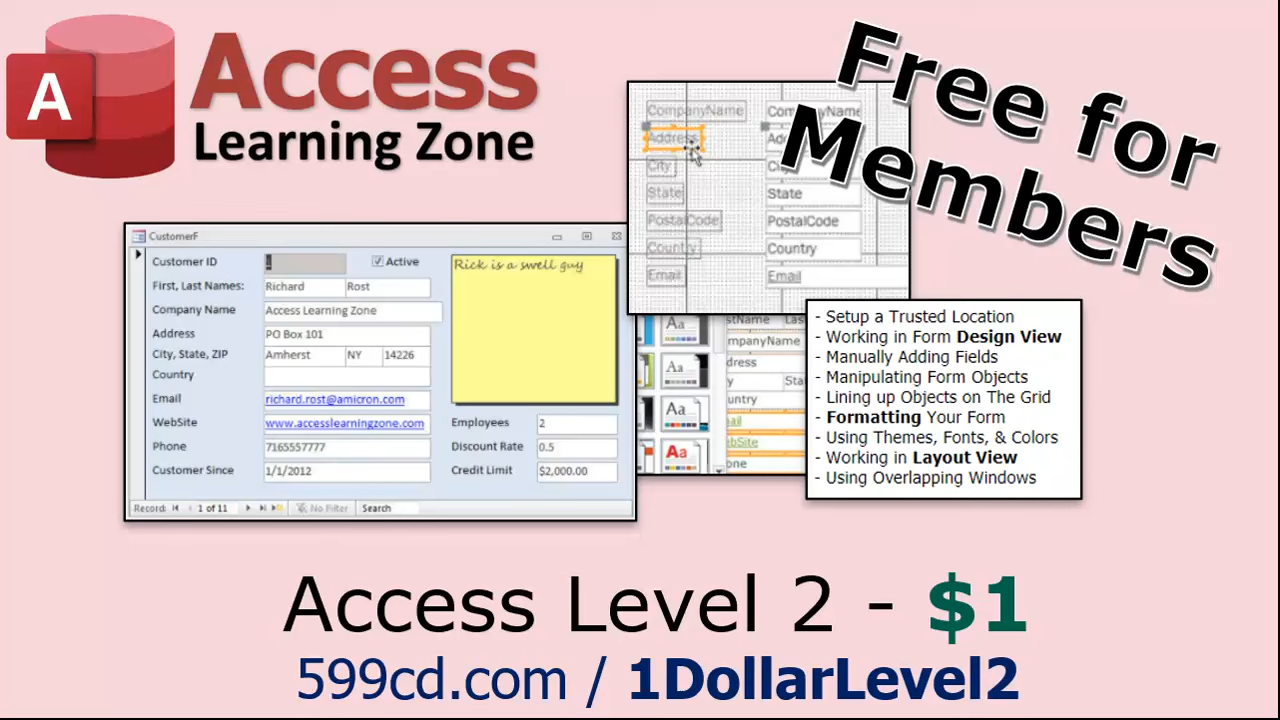 A
Access
Learning Zone
Free for
Members
CompanyName CompanyName
Address
City
State State
PostalCode PostalCode
Country Country
Email Email
CustomerF
Customer ID Active
First, Last Names: Richard Rost
Company Name Access Learning Zone
Address PO Box 101
City, State, ZIP Amherst NY 14226
Country
Email richard.rost@amicron.com
WebSite www.accesslearningzone.com
Phone 7165557777
Customer Since 1/1/2012
Rick is a swell guy
Employees 2
Discount Rate 0.5
Credit Limit $2,000.00
Record: 1 of 11 No Filter Search
Aa
Aa
Aa
Aa
- Setup a Trusted Location
- Working in Form Design View
- Manually Adding Fields
- Manipulating Form Objects
- Lining up Objects on The Grid
- Formatting Your Form
- Using Themes, Fonts, & Colors
- Working in Layout View
- Using Overlapping Windows
Access Level 2 - $1
599cd.com / 1DollarLevel2